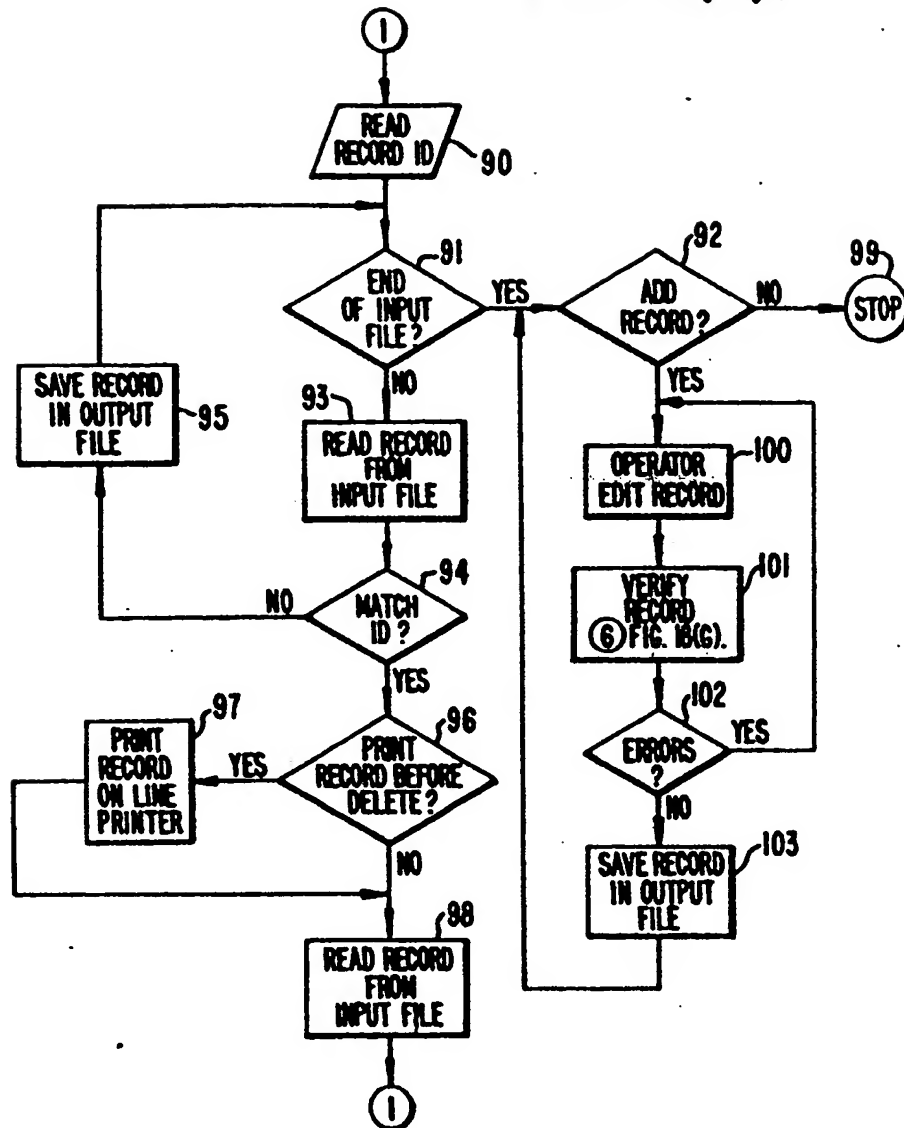 1
READ
RECORD ID
90
91
END
OF INPUT
FILE?
YES
NO
92
ADD
RECORD?
NO
YES
99
STOP
SAVE RECORD
IN OUTPUT
FILE
95
93
READ RECORD
FROM
INPUT FILE
94
MATCH
ID?
NO
YES
OPERATOR
EDIT RECORD
100
VERIFY
RECORD
6 FIG. 18(G).
101
102
ERRORS
?
YES
NO
97
PRINT
RECORD
ON LINE
PRINTER
96
PRINT
RECORD BEFORE
DELETE?
YES
NO
SAVE RECORD
IN OUTPUT
FILE
103
98
READ RECORD
FROM
INPUT FILE
1